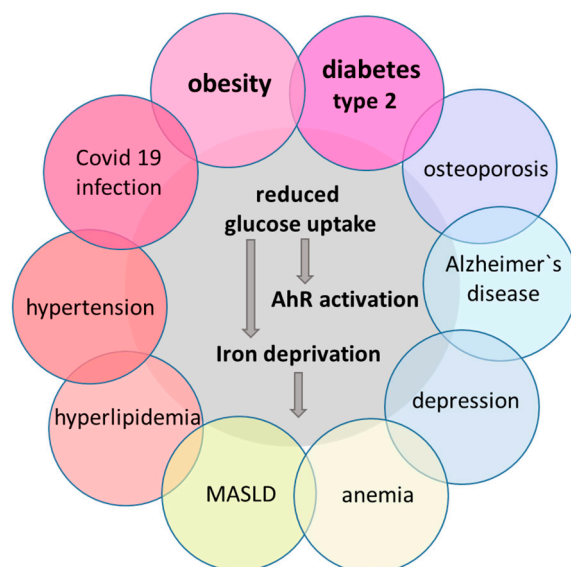 obesity
diabetes
type 2
Covid 19
infection
osteoporosis
reduced
glucose uptake
Alzheimer`s
disease
AhR activation
hypertension
Iron deprivation
depression
hyperlipidemia
MASLD
anemia